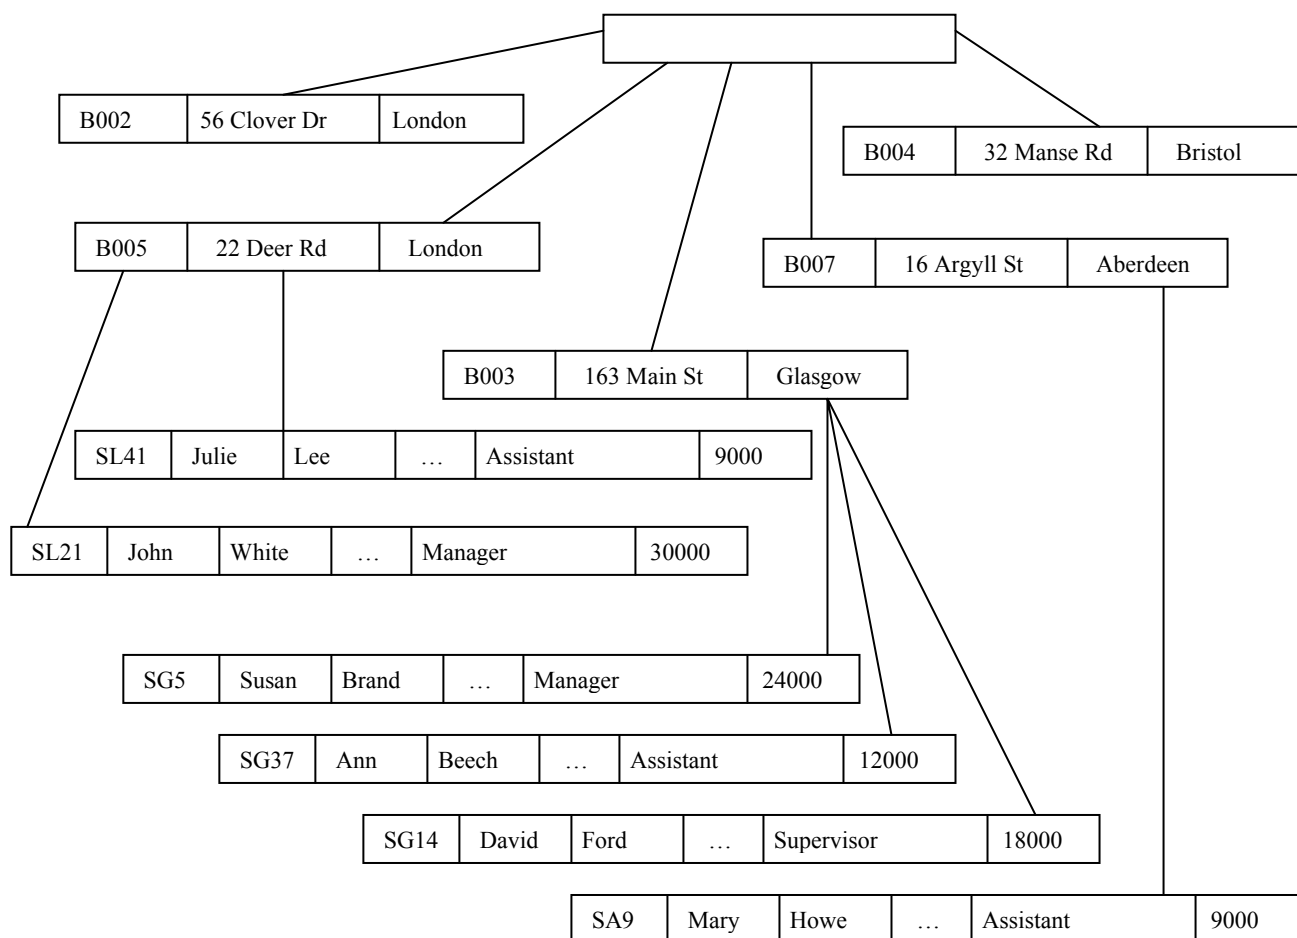 B002 56 Clover Dr London
B004 32 Manse Rd Bristol
B005 22 Deer Rd London
B007 16 Argyll St Aberdeen
B003 163 Main St Glasgow
SL41 Julie Lee … Assistant 9000
SL21 John White … Manager 30000
SG5 Susan Brand … Manager 24000
SG37 Ann Beech … Assistant 12000
SG14 David Ford … Supervisor 18000
SA9 Mary Howe … Assistant 9000